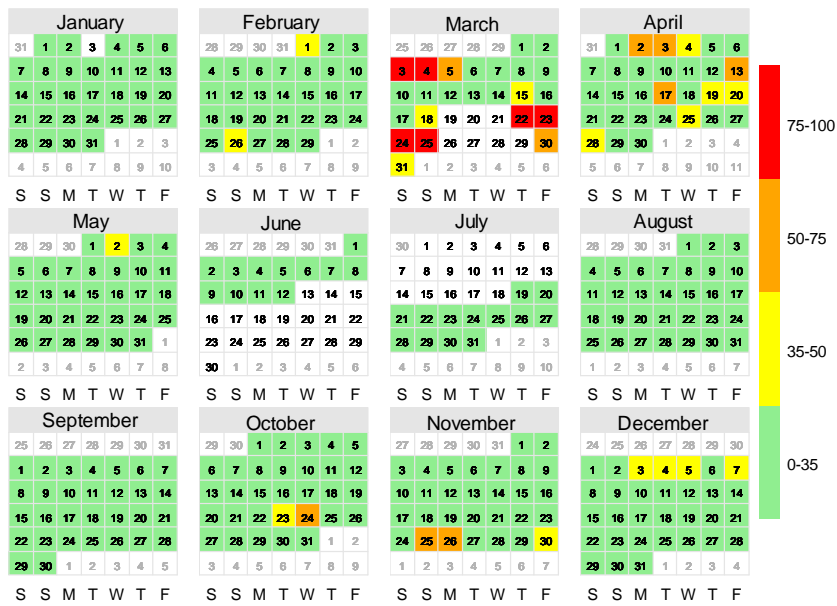 January
31 1 2 3 4 5 6
7 8 9 10 11 12 13
14 15 16 17 18 19 20
21 22 23 24 25 26 27
28 29 30 31 1 2 3
4 5 6 7 8 9 10
S S M T W T F
February
28 29 30 31 1 2 3
4 5 6 7 8 9 10
11 12 13 14 15 16 17
18 19 20 21 22 23 24
25 26 27 28 29 1 2
3 4 5 6 7 8 9
S S M T W T F
March
25 26 27 28 29 1 2
3 4 5 6 7 8 9
10 11 12 13 14 15 16
17 18 19 20 21 22 23
24 25 26 27 28 29 30
31 1 2 3 4 5 6
S S M T W T F
April
31 1 2 3 4 5 6
7 8 9 10 11 12 13
14 15 16 17 18 19 20
21 22 23 24 25 26 27
28 29 30 1 2 3 4
5 6 7 8 9 10 11
S S M T W T F
May
28 29 30 1 2 3 4
5 6 7 8 9 10 11
12 13 14 15 16 17 18
19 20 21 22 23 24 25
26 27 28 29 30 31 1
2 3 4 5 6 7 8
S S M T W T F
June
26 27 28 29 30 31 1
2 3 4 5 6 7 8
9 10 11 12 13 14 15
16 17 18 19 20 21 22
23 24 25 26 27 28 29
30 1 2 3 4 5 6
S S M T W T F
July
30 1 2 3 4 5 6
7 8 9 10 11 12 13
14 15 16 17 18 19 20
21 22 23 24 25 26 27
28 29 30 31 1 2 3
4 5 6 7 8 9 10
S S M T W T F
August
28 29 30 31 1 2 3
4 5 6 7 8 9 10
11 12 13 14 15 16 17
18 19 20 21 22 23 24
25 26 27 28 29 30 31
1 2 3 4 5 6 7
S S M T W T F
September
25 26 27 28 29 30 31
1 2 3 4 5 6 7
8 9 10 11 12 13 14
15 16 17 18 19 20 21
22 23 24 25 26 27 28
29 30 1 2 3 4 5
S S M T W T F
October
29 30 1 2 3 4 5
6 7 8 9 10 11 12
13 14 15 16 17 18 19
20 21 22 23 24 25 26
27 28 29 30 31 1 2
3 4 5 6 7 8 9
S S M T W T F
November
27 28 29 30 31 1 2
3 4 5 6 7 8 9
10 11 12 13 14 15 16
17 18 19 20 21 22 23
24 25 26 27 28 29 30
1 2 3 4 5 6 7
S S M T W T F
December
24 25 26 27 28 29 30
1 2 3 4 5 6 7
8 9 10 11 12 13 14
15 16 17 18 19 20 21
22 23 24 25 26 27 28
29 30 31 1 2 3 4
S S M T W T F
75-100
50-75
35-50
0-35